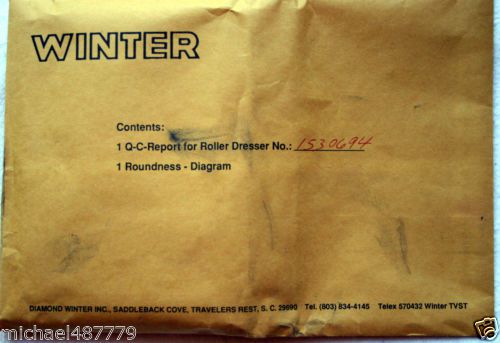 WINTER
Contents:
1 Q-C-Report for Roller Dresser No.: 1530694
1 Roundness - Diagram
DIAMOND WINTER INC., SADDLEBACK COVE, TRAVELERS REST, S. C. 29690 Tel. (803) 834-4145 Telex 570432 Winter TVST
michael487779